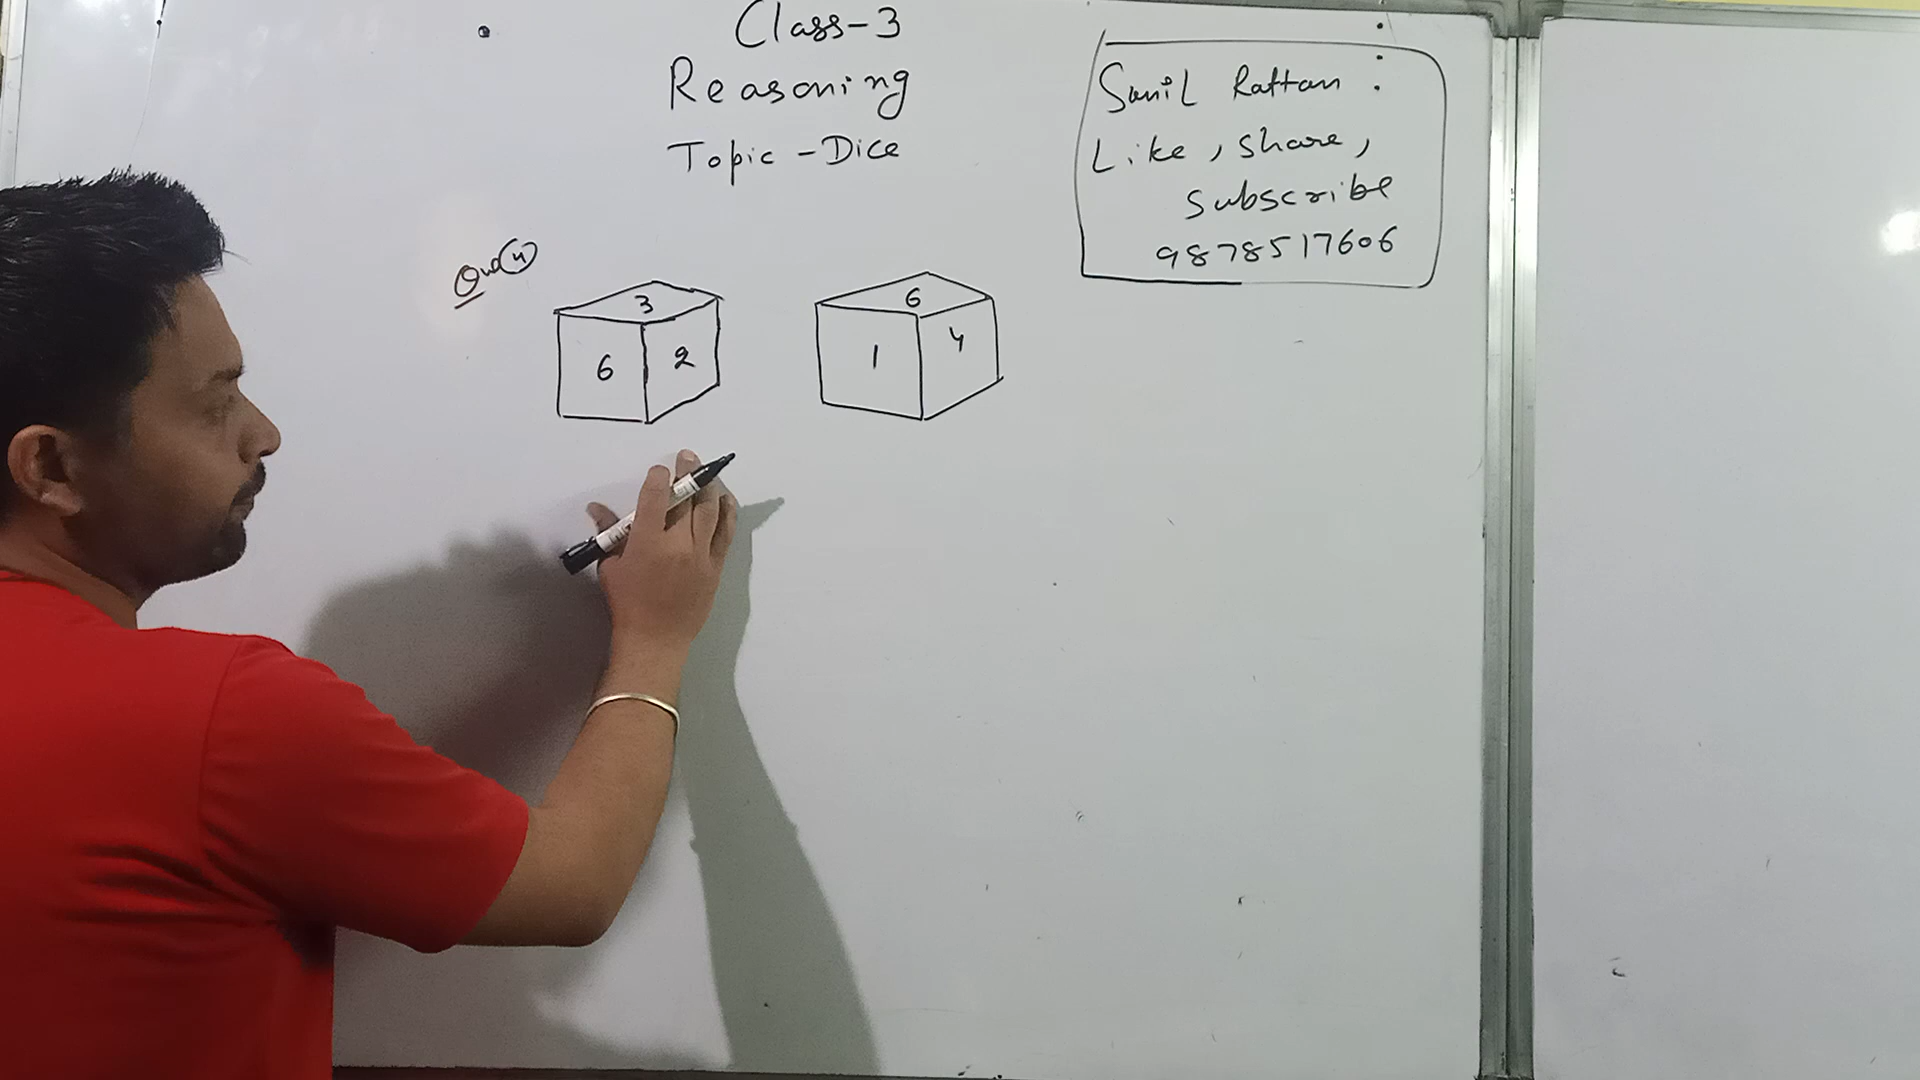 Class-3
Reasoning
Topic - Dice
Sunil Rattan :
Like, Share,
Subscribe
9878517606
Que (4)
3
6 2
6
1 4